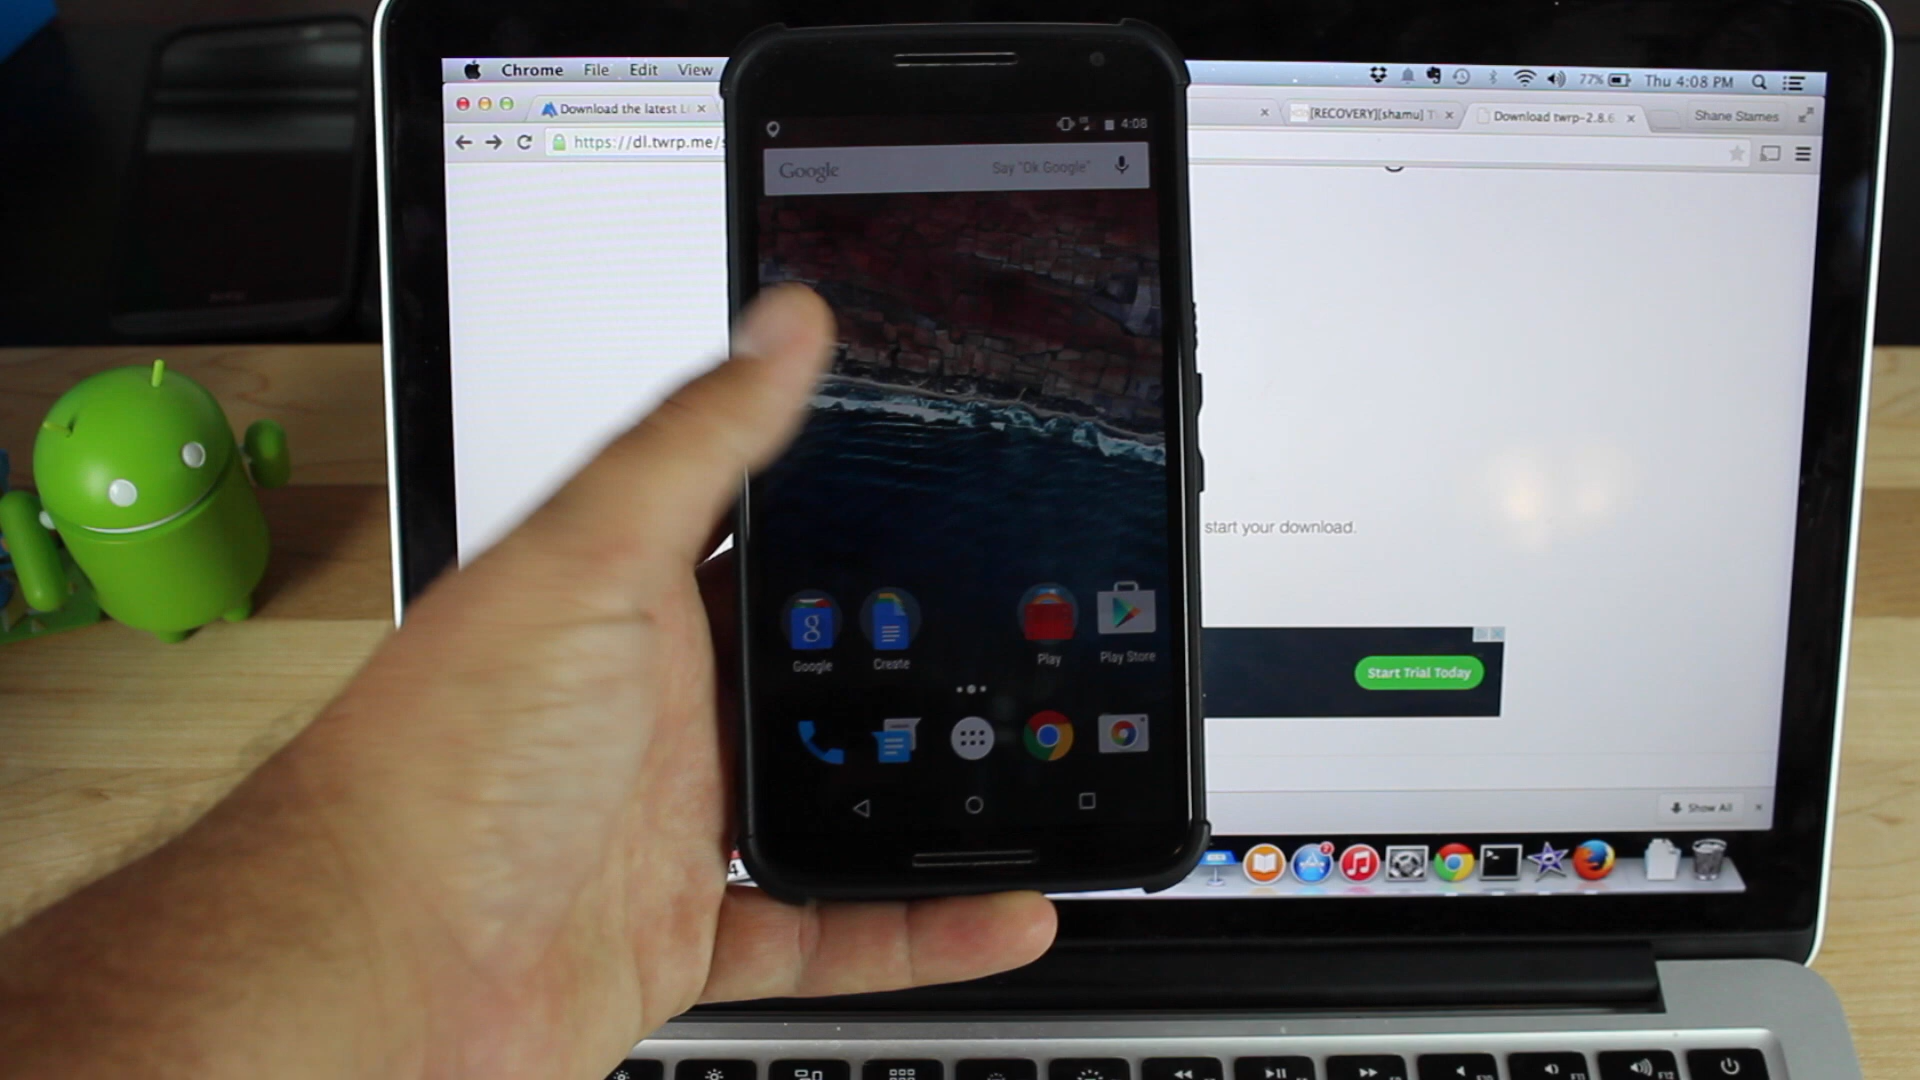 Chrome File Edit View
77% Thu 4:08 PM
Download the latest
[RECOVERY][shamu]
Download twrp-2.8.6.
Shane Starnes
https://dl.twrp.me/s
4:08
Google Say "Ok Google"
start your download.
Google
Create
Play
Play Store
Start Trial Today
Show All